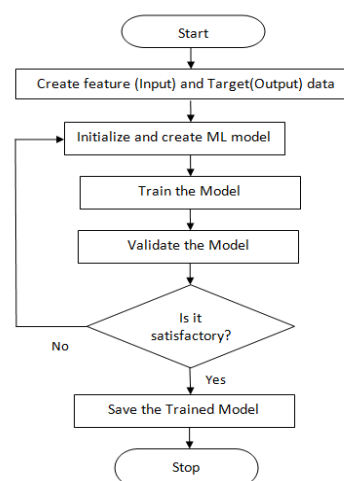 Start
Create feature (Input) and Target(Output) data
Initialize and create ML model
Train the Model
Validate the Model
Is it
satisfactory?
No
Yes
Save the Trained Model
Stop